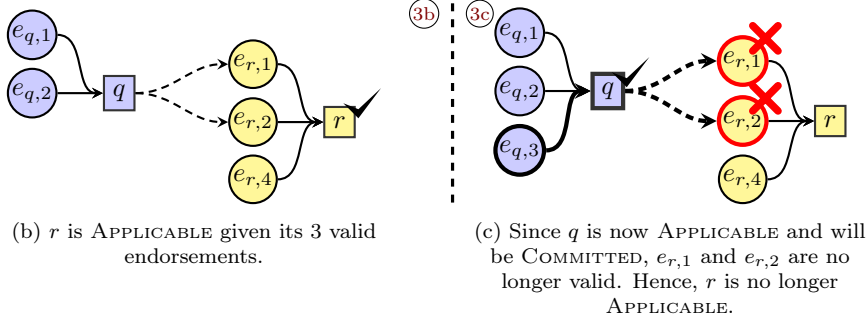 3b
3c
e_{q,1}
e_{q,2}
q
e_{r,1}
e_{r,2}
e_{r,4}
r
(b) r is APPLICABLE given its 3 valid
endorsements.
e_{q,1}
e_{q,2}
e_{q,3}
q
e_{r,1}
e_{r,2}
e_{r,4}
r
(c) Since q is now APPLICABLE and will
be COMMITTED, e_{r,1} and e_{r,2} are no
longer valid. Hence, r is no longer
APPLICABLE.